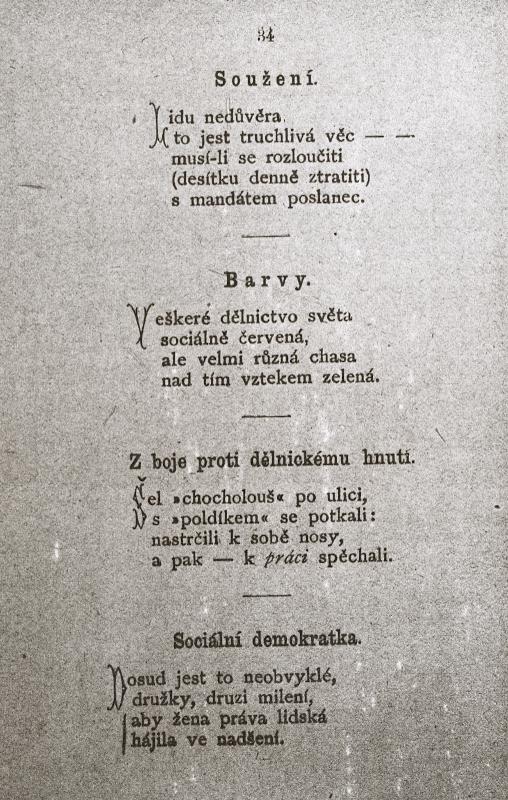 34
Soužení.
Lidu nedůvěra
to jest truchlivá věc — —
musí-li se rozloučiti
(desítku denně ztratiti)
s mandátem poslanec.
Barvy.
Veškeré dělnictvo světa
sociálně červená,
ale velmi různá chasa
nad tím vztekem zelená.
Z boje proti dělnickému hnutí.
Šel »chocholouš« po ulici,
s »poldíkem« se potkali:
nastrčili k sobě nosy,
a pak — k práci spěchali.
Sociální demokratka.
Posud jest to neobvyklé,
družky, druzi milení,
aby žena práva lidská
hájila ve nadšení.